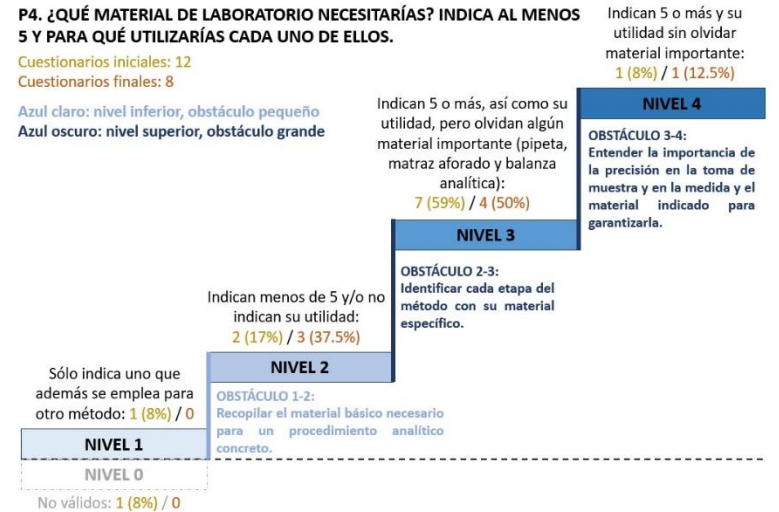 P4. ¿QUÉ MATERIAL DE LABORATORIO NECESITARÍAS? INDICA AL MENOS
5 Y PARA QUÉ UTILIZARÍAS CADA UNO DE ELLOS.
Cuestionarios iniciales: 12
Cuestionarios finales: 8
Azul claro: nivel inferior, obstáculo pequeño
Azul oscuro: nivel superior, obstáculo grande
Indican 5 o más y su
utilidad sin olvidar
material importante:
1 (8%) / 1 (12.5%)
NIVEL 4
OBSTÁCULO 3-4:
Entender la importancia de
la precisión en la toma de
muestra y en la medida y el
material indicado para
garantizarla.
Indican 5 o más, así como su
utilidad, pero olvidan algún
material importante (pipeta,
matraz aforado y balanza
analítica):
7 (59%) / 4 (50%)
NIVEL 3
OBSTÁCULO 2-3:
Identificar cada etapa del
método con su material
específico.
Indican menos de 5 y/o no
indican su utilidad:
2 (17%) / 3 (37.5%)
NIVEL 2
OBSTÁCULO 1-2:
Recopilar el material básico necesario
para un procedimiento analítico
concreto.
Sólo indica uno que
además se emplea para
otro método: 1 (8%) / 0
NIVEL 1
NIVEL 0
No válidos: 1 (8%) / 0